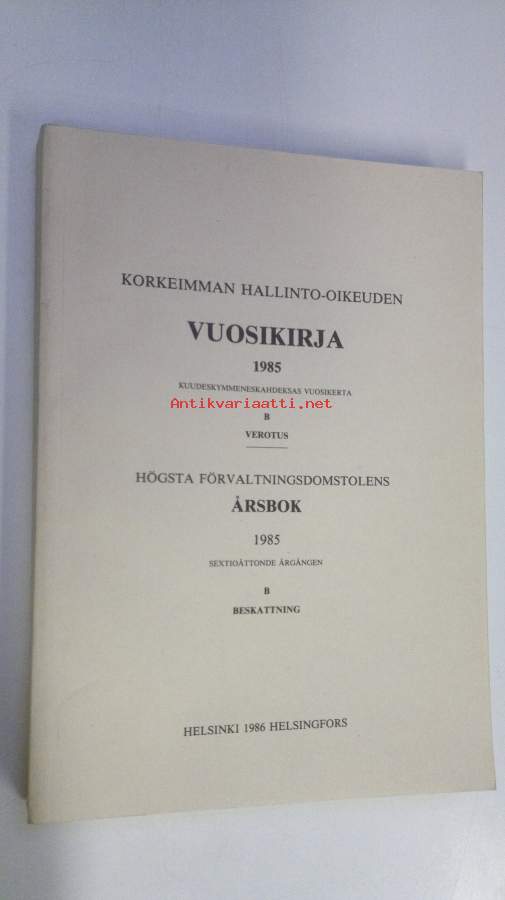 KORKEIMMAN HALLINTO-OIKEUDEN
VUOSIKIRJA
1985
KUUDESKYMMENESKAHDEKSAS VUOSIKERTA
Antikvariaatti.net
B
VEROTUS
HÖGSTA FÖRVALTNINGSDOMSTOLENS
ÅRSBOK
1985
SEXTIOÅTTONDE ÅRGÅNGEN
B
BESKATTNING
HELSINKI 1986 HELSINGFORS